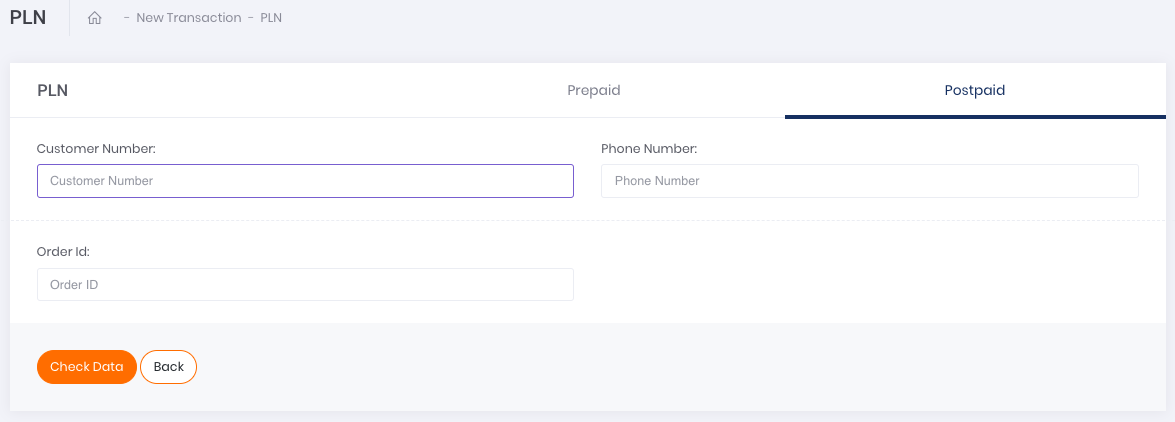 PLN - New Transaction - PLN
PLN Prepaid Postpaid
Customer Number: Phone Number:
Customer Number Phone Number
Order Id:
Order ID
Check Data Back